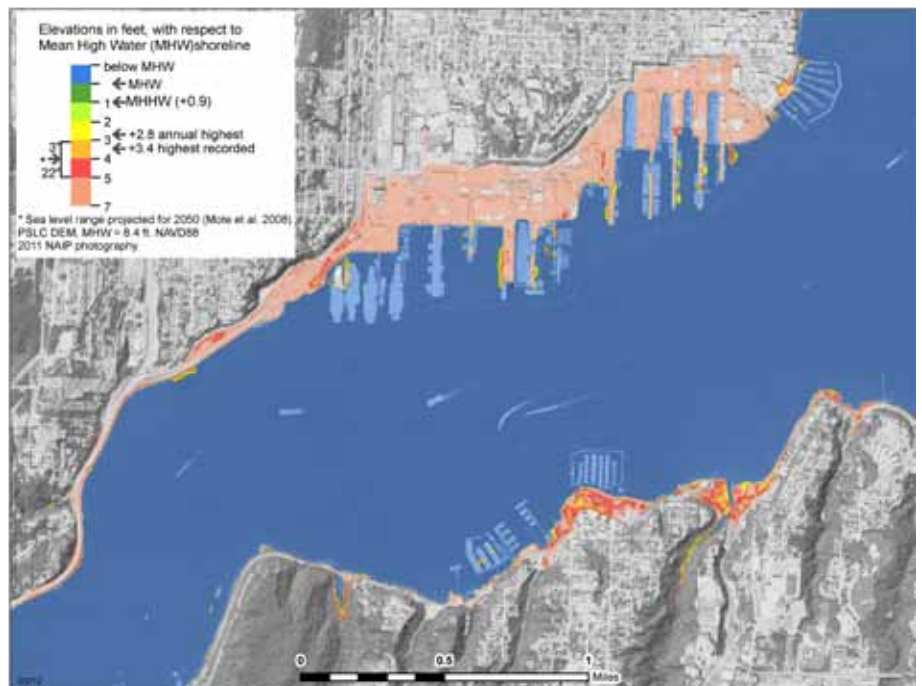 Elevations in feet, with respect to
Mean High Water (MHW)shoreline
below MHW
MHW
1 MHHW (+0.9)
2
+2.8 annual highest
3
3" +3.4 highest recorded
* 4
22" 5
7
* Sea level range projected for 2050 (Mote et al. 2008)
PSLC DEM, MHW = 8.4 ft. NAVD88
2011 NAIP photography
0 0.5 1
Miles